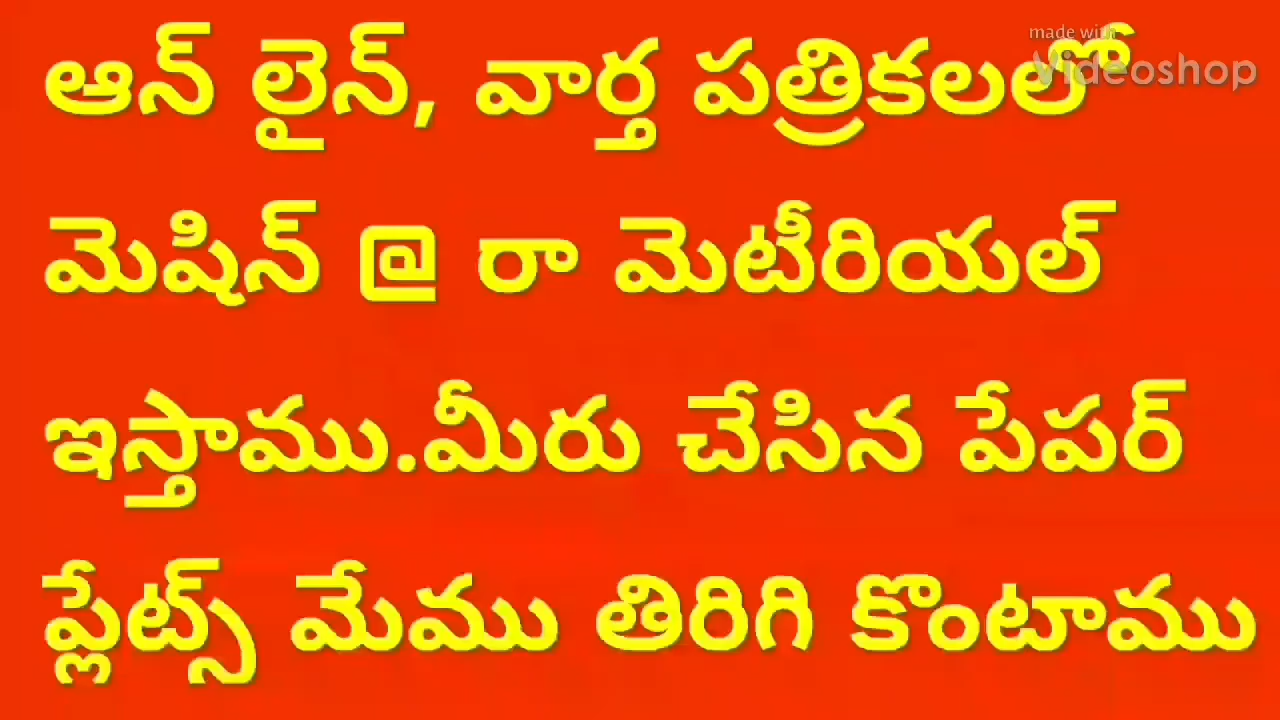 made with
Videoshop
ఆన్ లైన్, వార్త పత్రికలలో
మెషిన్ @ రా మెటీరియల్
ఇస్తాము.మీరు చేసిన పేపర్
ప్లేట్స్ మేము తిరిగి కొంటాము